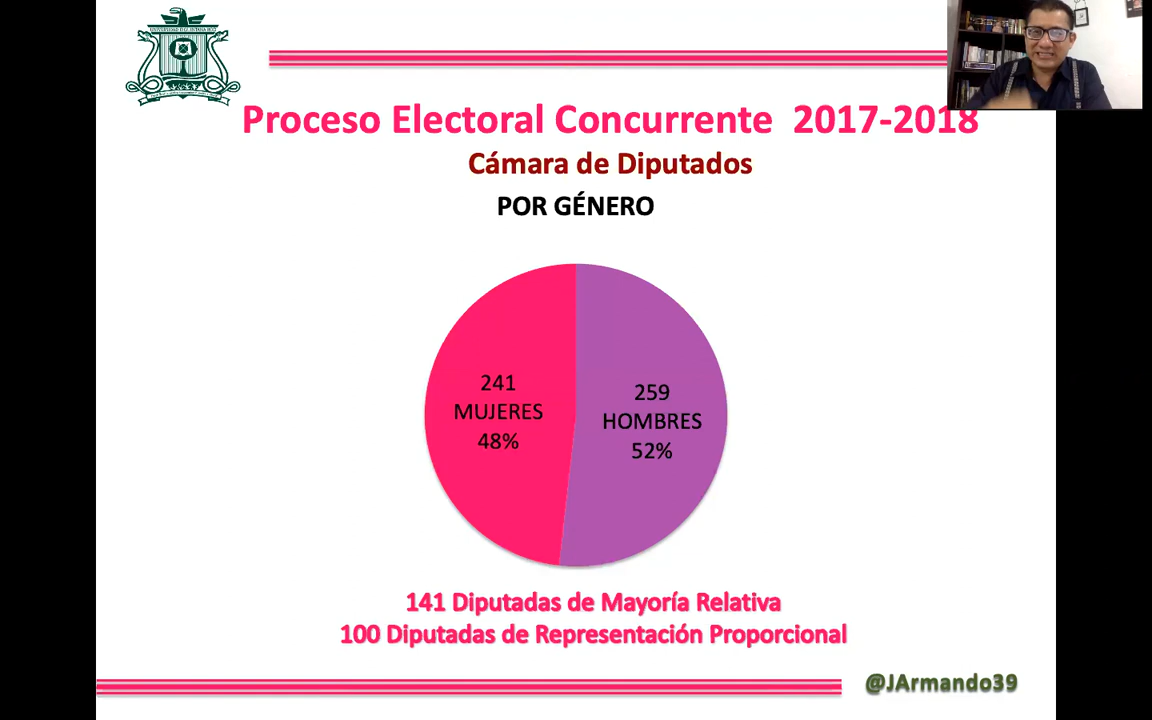 Proceso Electoral Concurrente 2017-2018
Cámara de Diputados
POR GÉNERO
241
MUJERES
48%
259
HOMBRES
52%
141 Diputadas de Mayoría Relativa
100 Diputadas de Representación Proporcional
@JArmando39